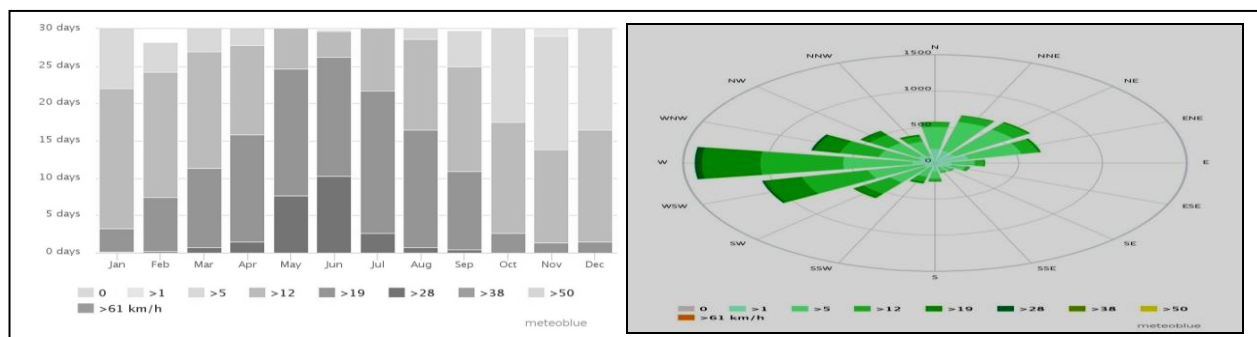 30 days
25 days
20 days
15 days
10 days
5 days
0 days
Jan Feb Mar Apr May Jun Jul Aug Sep Oct Nov Dec
0 >1 >5 >12 >19 >28 >38 >50
>61 km/h
meteoblue
N
1500
NNW NNE
1000
NW NE
500
WNW ENE
W 0 E
WSW ESE
SW SE
SSW SSE
S
0 >1 >5 >12 >19 >28 >38 >50
>61 km/h
meteoblue